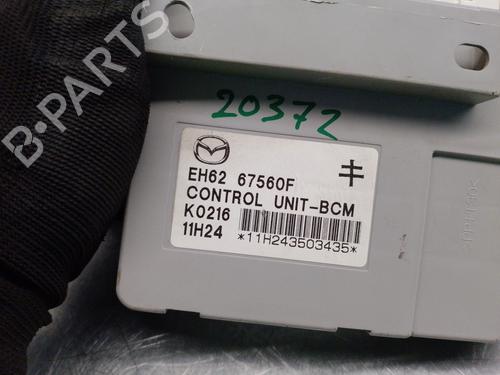 20372
EH62 67560F
CONTROL UNIT-BCM
K0216
11H24
*11H243503435*
B-PARTS